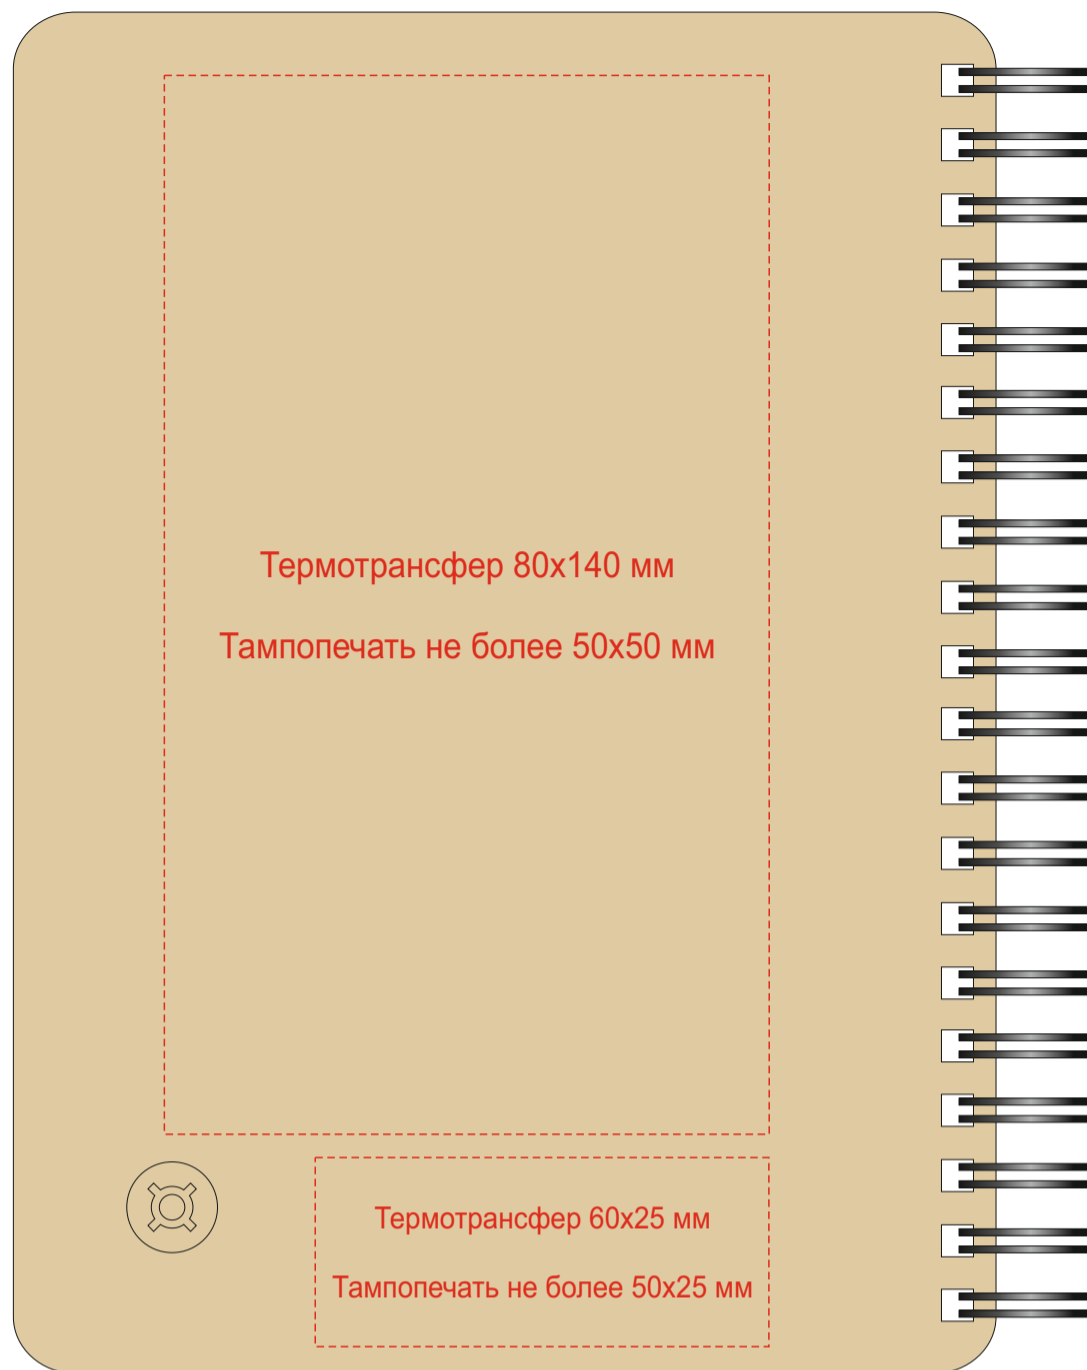 Термотрансфер 80х140 мм
Тампопечать не более 50х50 мм
Термотрансфер 60х25 мм
Тампопечать не более 50х25 мм